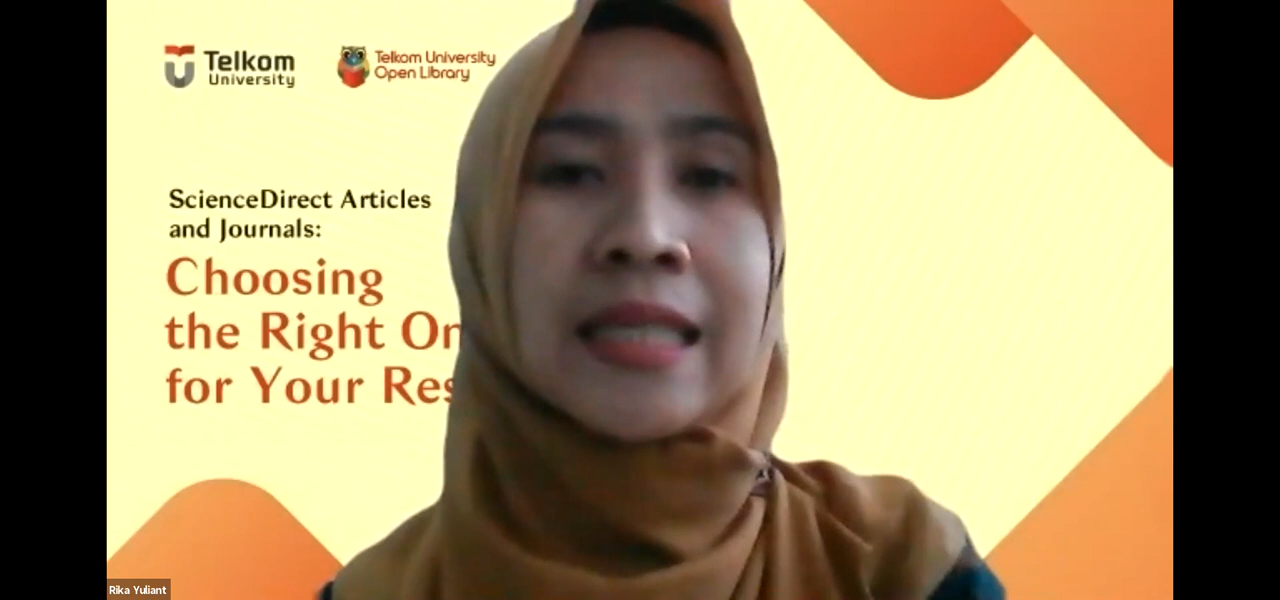 Telkom
University
Telkom University
Open Library
ScienceDirect Articles
and Journals:
Choosing
the Right On
for Your Res
Rika Yuliant